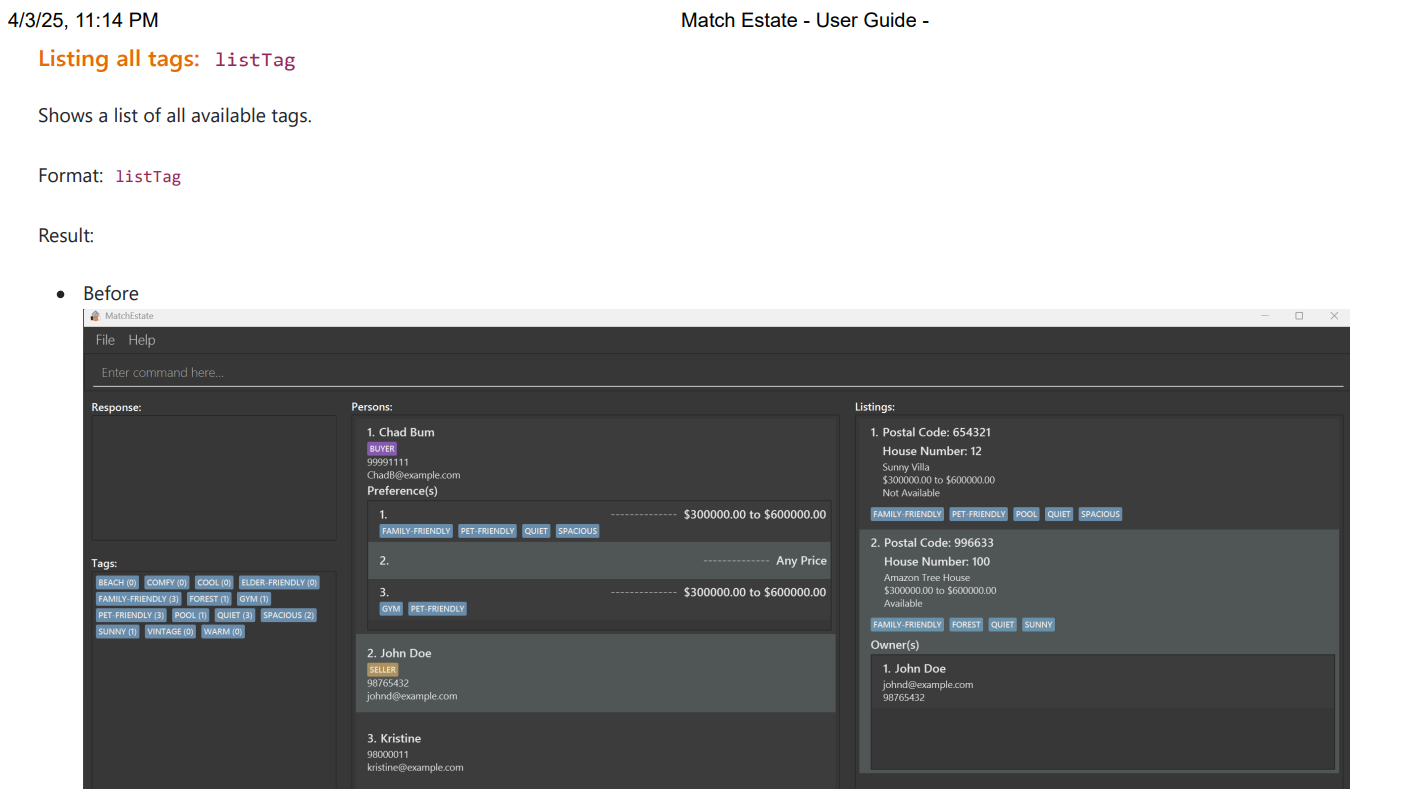 4/3/25, 11:14 PM Match Estate - User Guide -
Listing all tags: listTag
Shows a list of all available tags.
Format: listTag
Result:
• Before
MatchEstate
File Help
Enter command here...
Response:
Tags:
BEACH (0) COMFY (0) COOL (0) ELDER-FRIENDLY (0)
FAMILY-FRIENDLY (3) FOREST (1) GYM (1)
PET-FRIENDLY (3) POOL (1) QUIET (3) SPACIOUS (2)
SUNNY (1) VINTAGE (0) WARM (0)
Persons:
1. Chad Bum
BUYER
99991111
ChadB@example.com
Preference(s)
1. ------------- $300000.00 to $600000.00
FAMILY-FRIENDLY PET-FRIENDLY QUIET SPACIOUS
2. ------------- Any Price
3. ------------- $300000.00 to $600000.00
GYM PET-FRIENDLY
2. John Doe
SELLER
98765432
johnd@example.com
3. Kristine
98000011
kristine@example.com
Listings:
1. Postal Code: 654321
House Number: 12
Sunny Villa
$300000.00 to $600000.00
Not Available
FAMILY-FRIENDLY PET-FRIENDLY POOL QUIET SPACIOUS
2. Postal Code: 996633
House Number: 100
Amazon Tree House
$300000.00 to $600000.00
Available
FAMILY-FRIENDLY FOREST QUIET SUNNY
Owner(s)
1. John Doe
johnd@example.com
98765432